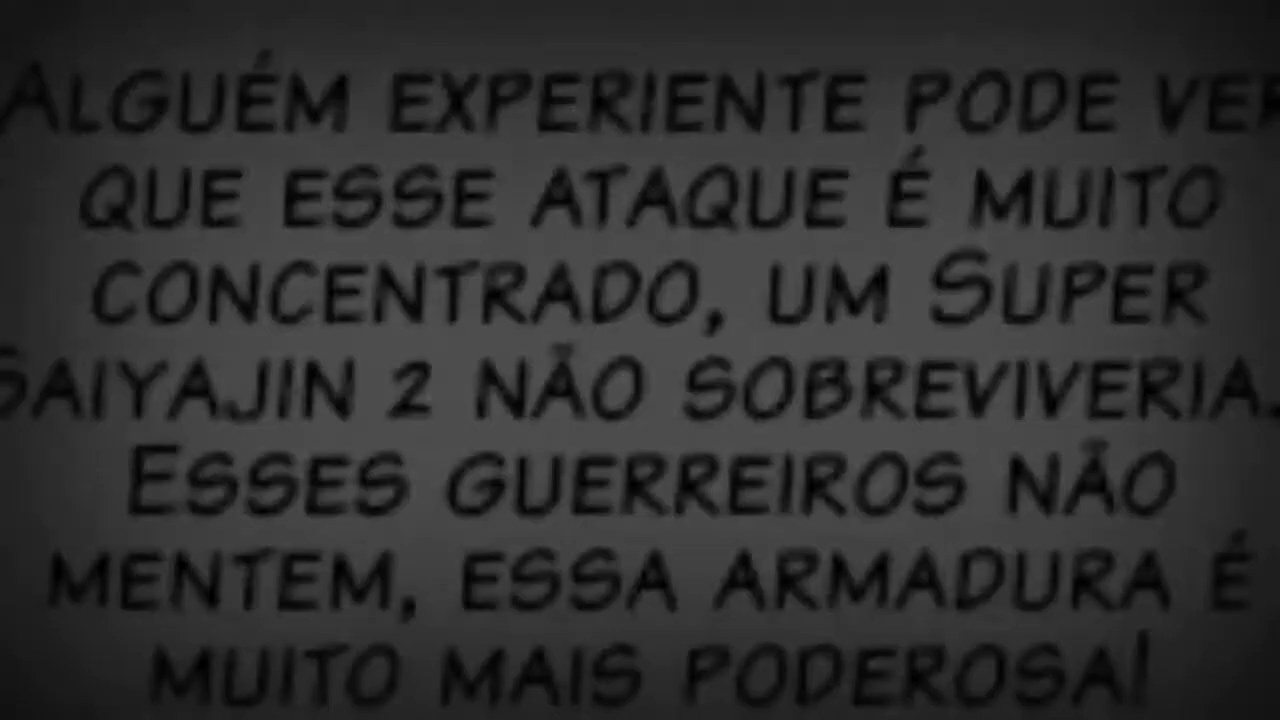 Alguém experiente pode ver
que esse ataque é muito
concentrado, um Super
Saiyajin 2 não sobreviveria.
Esses guerreiros não
mentem, essa armadura é
muito mais poderosa!